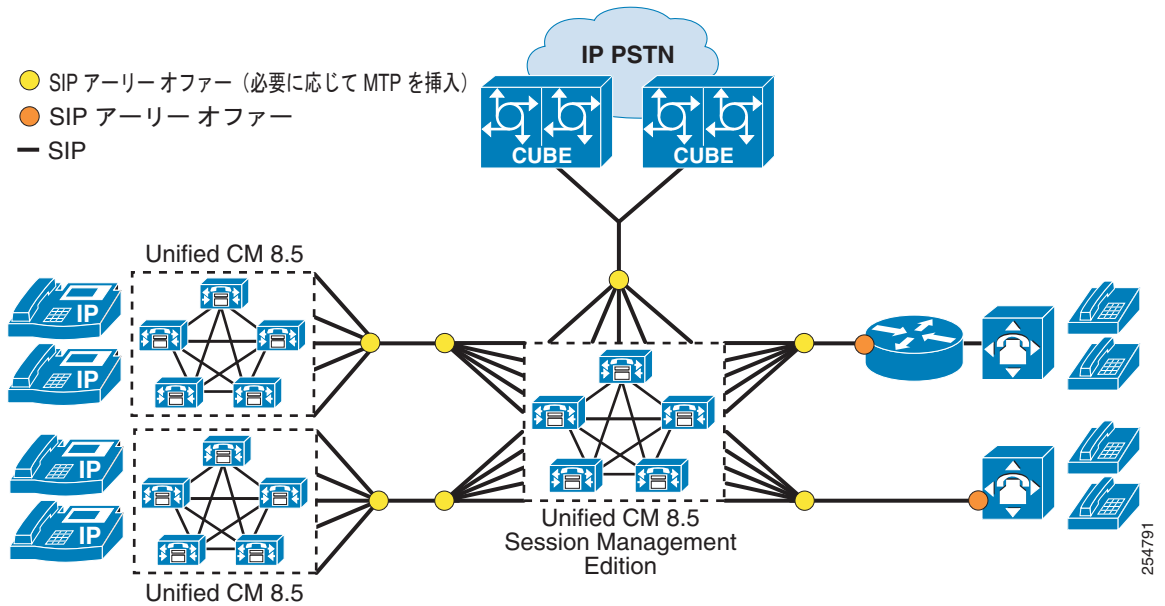 IP PSTN
SIP アーリー オファー（必要に応じて MTP を挿入）
SIP アーリー オファー
SIP
CUBE
CUBE
Unified CM 8.5
IP
IP
IP
IP
Unified CM 8.5
Session Management
Edition
Unified CM 8.5
254791